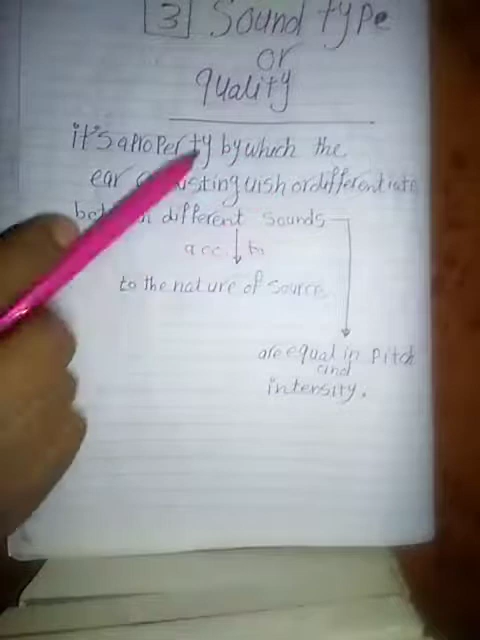 3 Sound type
or
quality
it's a property by which the
ear distinguish or differentiate
different sounds
acc. to
to the nature of source
are equal in Pitch
and
intensity.